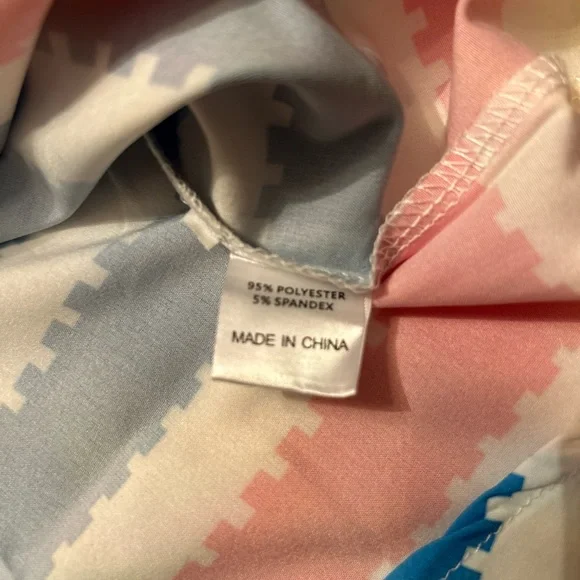 95% POLYESTER
5% SPANDEX
MADE IN CHINA